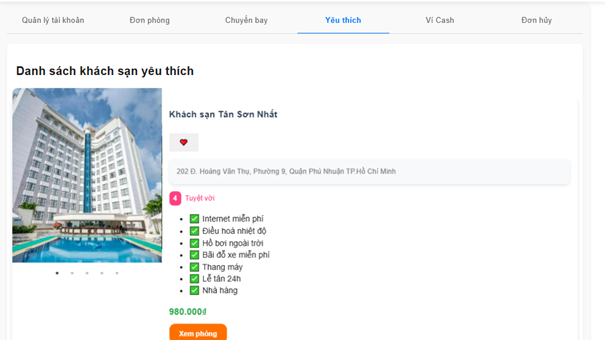 Quản lý tài khoản Đơn phòng Chuyến bay Yêu thích Ví Cash Đơn hủy
Danh sách khách sạn yêu thích
Khách sạn Tân Sơn Nhất
202 Đ. Hoàng Văn Thụ, Phường 9, Quận Phú Nhuận TP.Hồ Chí Minh
4 Tuyệt vời
Internet miễn phí
Điều hoà nhiệt độ
Hồ bơi ngoài trời
Bãi đỗ xe miễn phí
Thang máy
Lễ tân 24h
Nhà hàng
980.000₫
Xem phòng